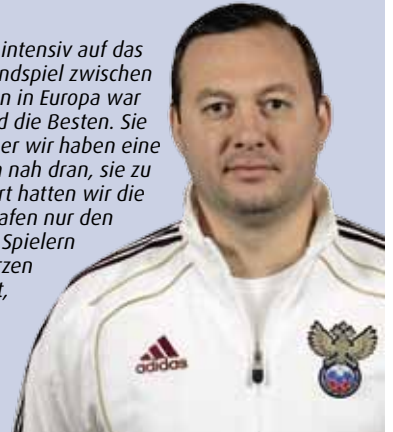 intensiv auf das
ndspiel zwischen
n in Europa war
d die Besten. Sie
er wir haben eine
nah dran, sie zu
rt hatten wir die
afen nur den
Spielern
rzen
t,
adidas